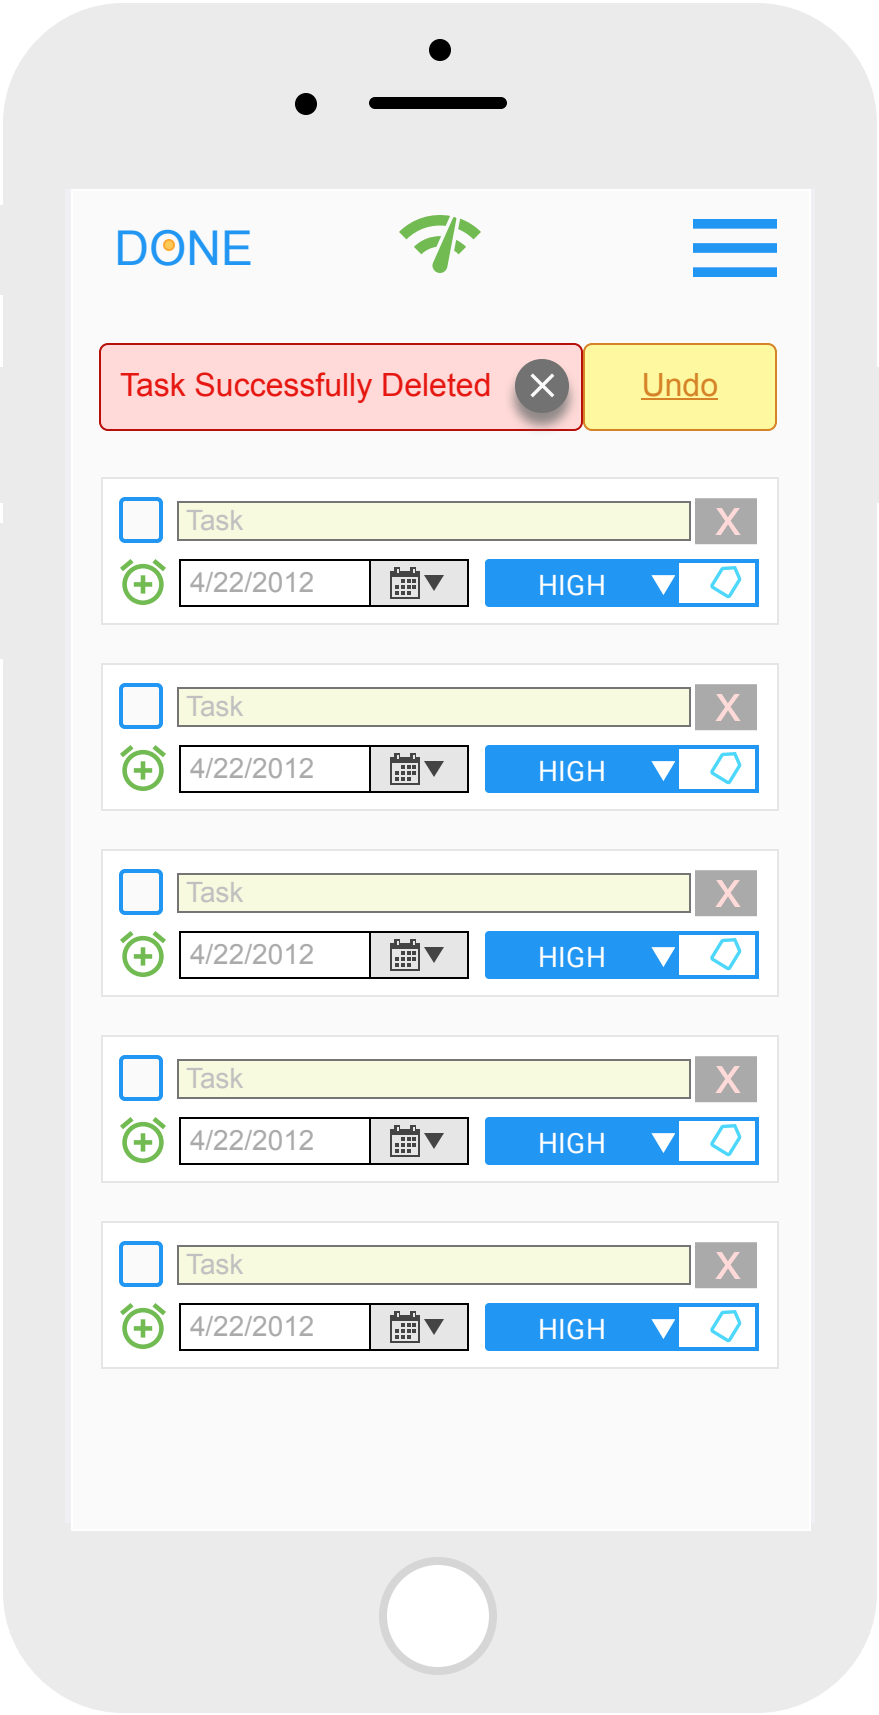 DONE
Task Successfully Deleted Undo
Task X
4/22/2012 HIGH
Task X
4/22/2012 HIGH
Task X
4/22/2012 HIGH
Task X
4/22/2012 HIGH
Task X
4/22/2012 HIGH